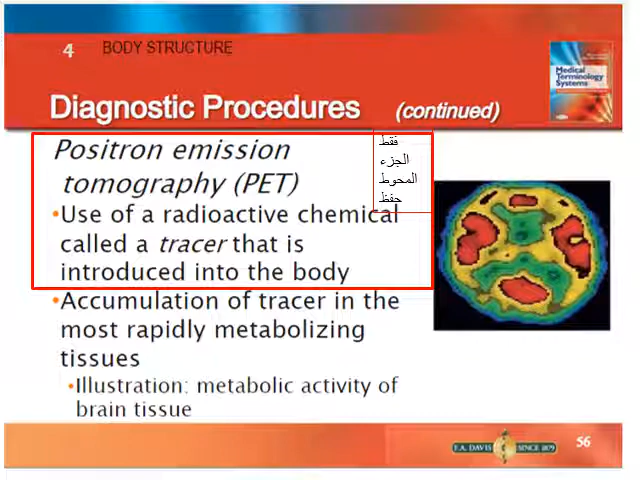 4 BODY STRUCTURE
Medical
Terminology
Systems
Diagnostic Procedures (continued)
فقط
الجزء
المحوط
حفظ
Positron emission
tomography (PET)
•Use of a radioactive chemical
called a tracer that is
introduced into the body
•Accumulation of tracer in the
most rapidly metabolizing
tissues
•Illustration: metabolic activity of
brain tissue
F.A. DAVIS SINCE 1879
56